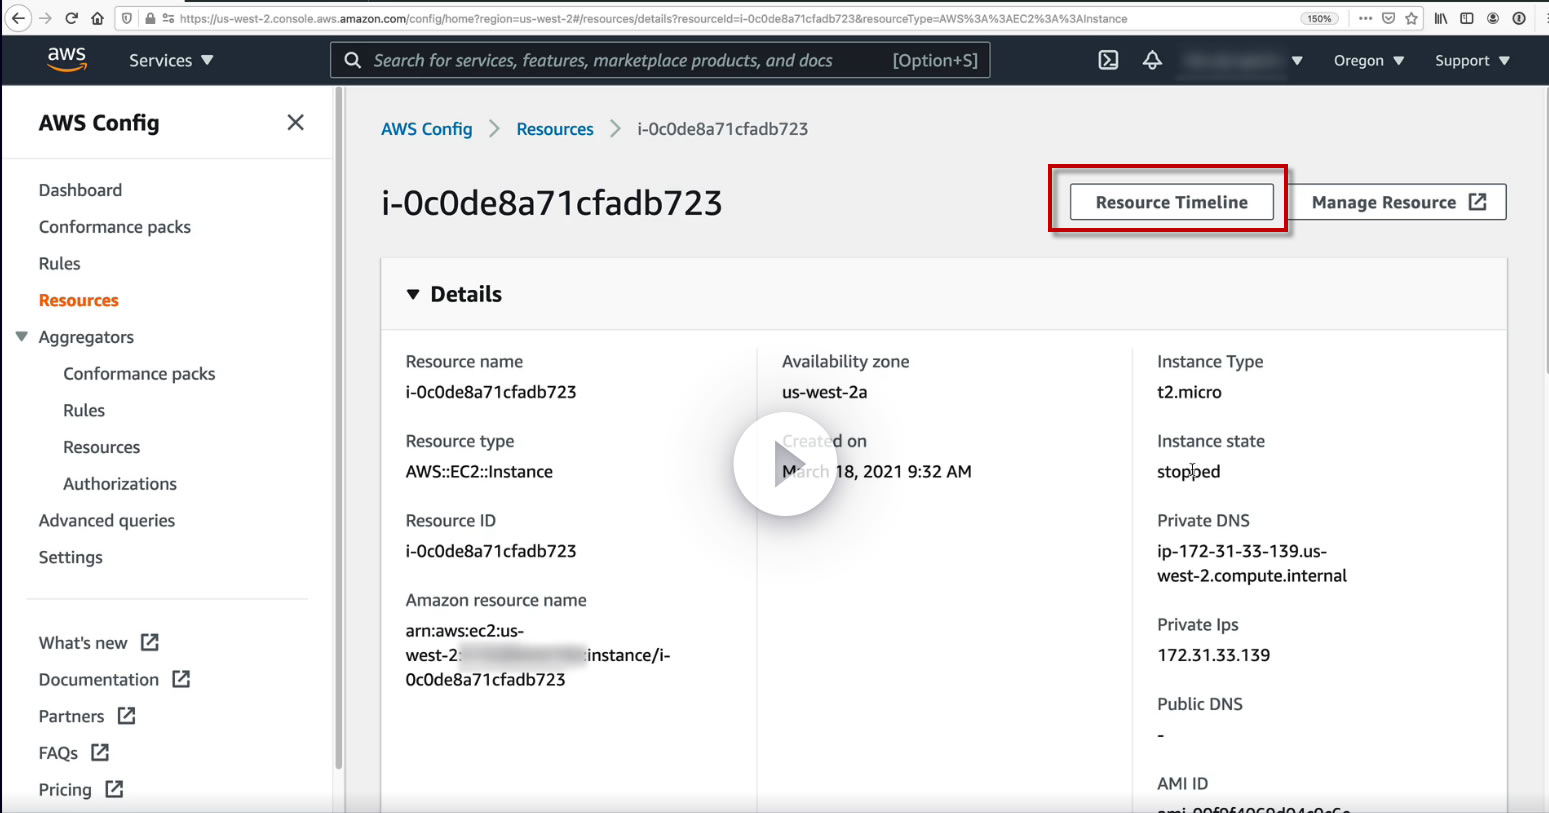 https://us-west-2.console.aws.amazon.com/config/home?region=us-west-2#/resources/details?resourceId=i-0c0de8a71cfadb723&resourceType=AWS%3A%3AEC2%3A%3AInstance
150%
aws
Services
Search for services, features, marketplace products, and docs
[Option+S]
Oregon
Support
AWS Config
Dashboard
Conformance packs
Rules
Resources
Aggregators
Conformance packs
Rules
Resources
Authorizations
Advanced queries
Settings
What's new
Documentation
Partners
FAQs
Pricing
AWS Config > Resources > i-0c0de8a71cfadb723
i-0c0de8a71cfadb723
Resource Timeline
Manage Resource
Details
Resource name
i-0c0de8a71cfadb723
Resource type
AWS::EC2::Instance
Resource ID
i-0c0de8a71cfadb723
Amazon resource name
arn:aws:ec2:us-
west-2: :instance/i-
0c0de8a71cfadb723
Availability zone
us-west-2a
Created on
March 18, 2021 9:32 AM
Instance Type
t2.micro
Instance state
stopped
Private DNS
ip-172-31-33-139.us-
west-2.compute.internal
Private Ips
172.31.33.139
Public DNS
-
AMI ID